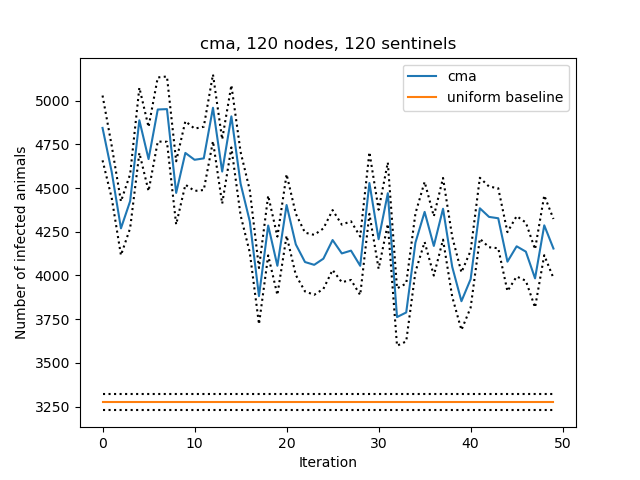 cma, 120 nodes, 120 sentinels
cma
uniform baseline
Number of infected animals
5000
4750
4500
4250
4000
3750
3500
3250
0
10
20
30
40
50
Iteration